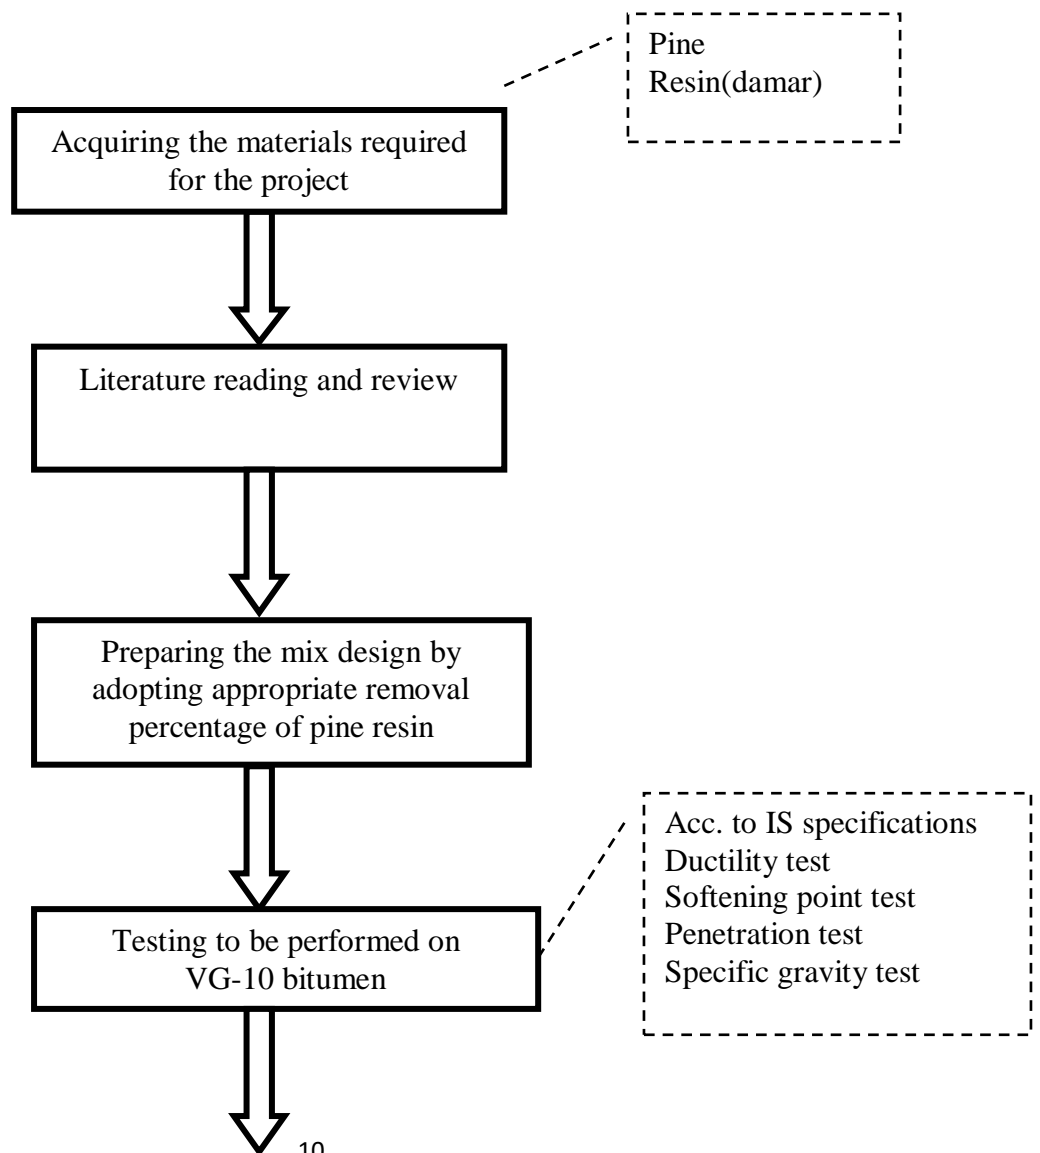 Pine
Resin(damar)
Acquiring the materials required
for the project
Literature reading and review
Preparing the mix design by
adopting appropriate removal
percentage of pine resin
Testing to be performed on
VG-10 bitumen
Acc. to IS specifications
Ductility test
Softening point test
Penetration test
Specific gravity test
10